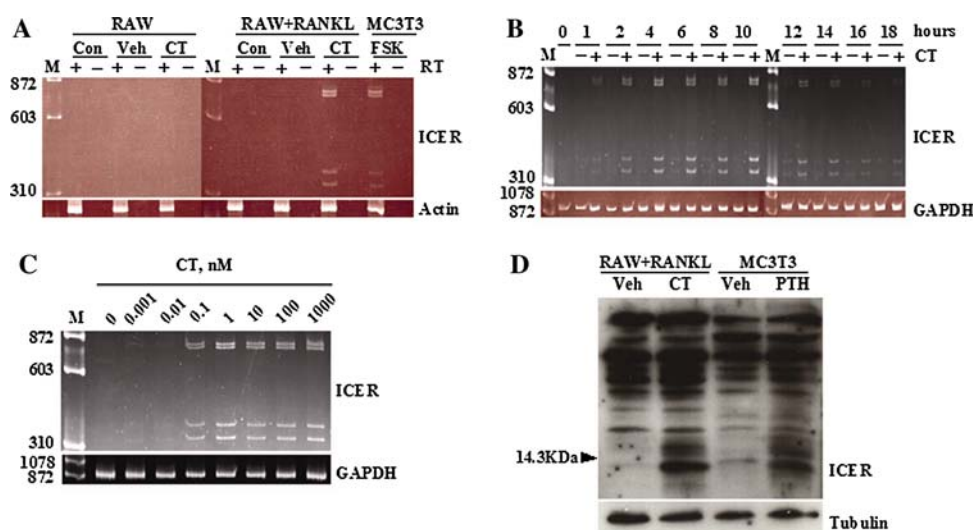 A
RAW
RAW+RANKL
MC3T3
Con Veh CT
Con Veh CT FSK
M + − + − + − M + − + − + − + − RT
872
603
310
ICER
Actin
B
0 1 2 4 6 8 10 12 14 16 18 hours
M − + − + − + − + − + − + M − + − + − + − + CT
872
603
310
ICER
1078
872
GAPDH
C
CT, nM
M 0 0.001 0.01 0.1 1 10 100 1000
872
603
310
ICER
1078
872
GAPDH
D
RAW+RANKL MC3T3
Veh CT Veh PTH
14.3KDa
ICER
Tubulin